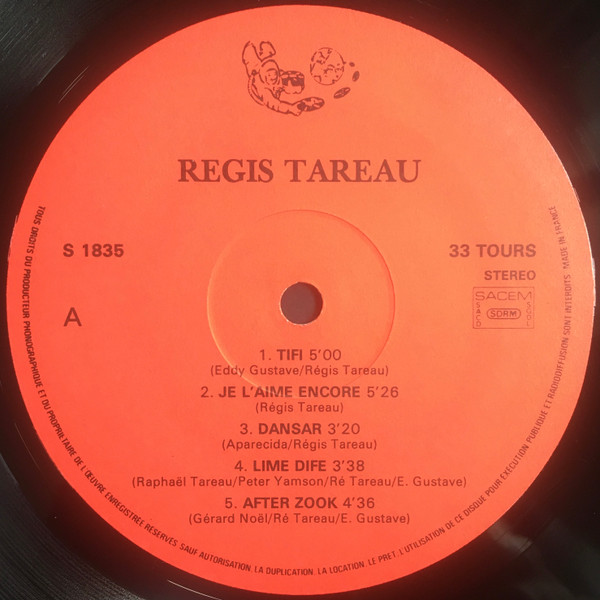 REGIS TAREAU
S 1835
33 TOURS
STEREO
A
SACEM
SACD
SDRM
SGDL
1. TIFI 5'00
(Eddy Gustave/Régis Tareau)
2. JE L'AIME ENCORE 5'26
(Régis Tareau)
3. DANSAR 3'20
(Aparecida/Régis Tareau)
4. LIME DIFE 3'38
(Raphaël Tareau/Peter Yamson/Ré Tareau/E. Gustave)
5. AFTER ZOOK 4'36
(Gérard Noël/Ré Tareau/E. Gustave)
TOUS DROITS DU PRODUCTEUR PHONOGRAPHIQUE ET DU PROPRIETAIRE DE L'ŒUVRE ENREGISTREE RESERVES. SAUF AUTORISATION, LA DUPLICATION, LA LOCATION, LE PRET, L'UTILISATION DE CE DISQUE POUR EXECUTION PUBLIQUE ET RADIODIFFUSION SONT INTERDITS. MADE IN FRANCE